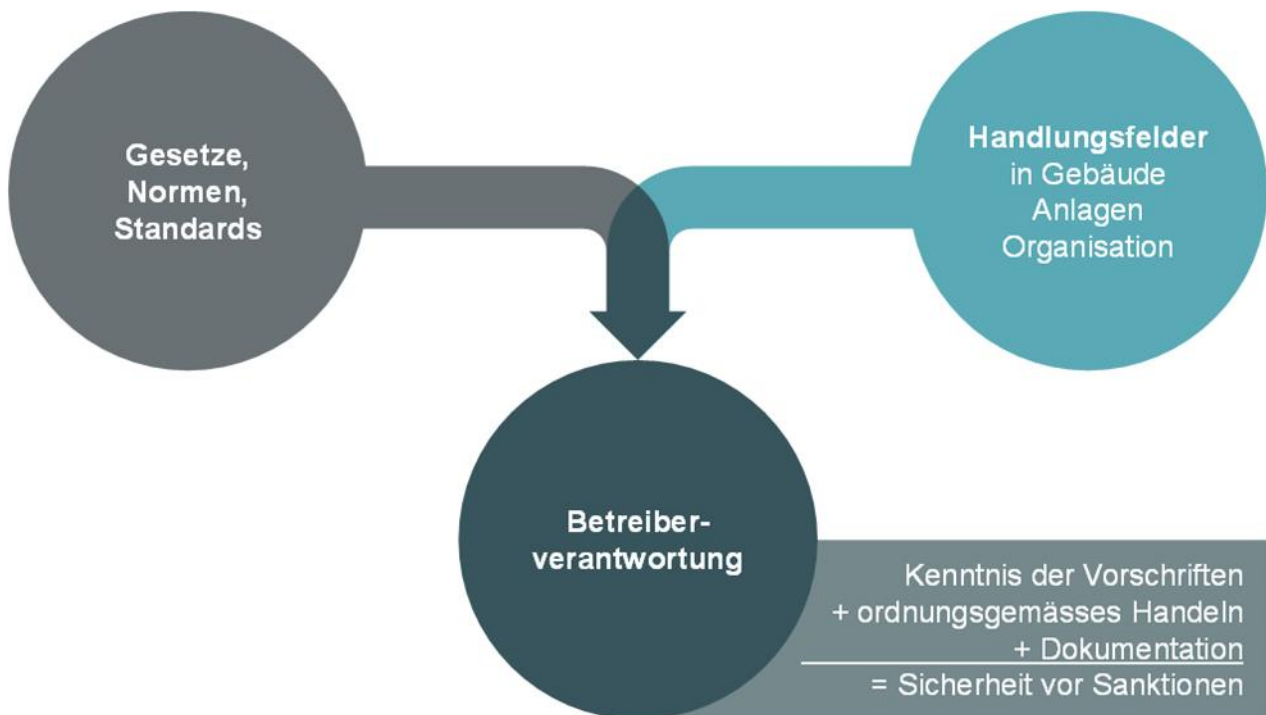 Gesetze,
Normen,
Standards
Handlungsfelder
in Gebäude
Anlagen
Organisation
Betreiber-
verantwortung
Kenntnis der Vorschriften
+ ordnungsgemässes Handeln
+ Dokumentation
= Sicherheit vor Sanktionen